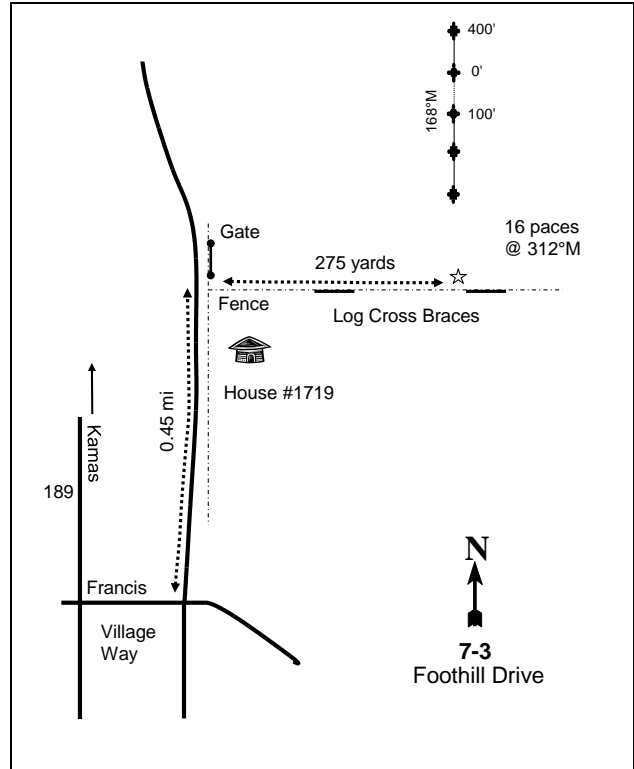 400'
0'
100'
168°M
16 paces
@ 312°M
Gate
275 yards
Fence
Log Cross Braces
House #1719
0.45 mi
Kamas
189
Francis
Village
Way
N
7-3
Foothill Drive